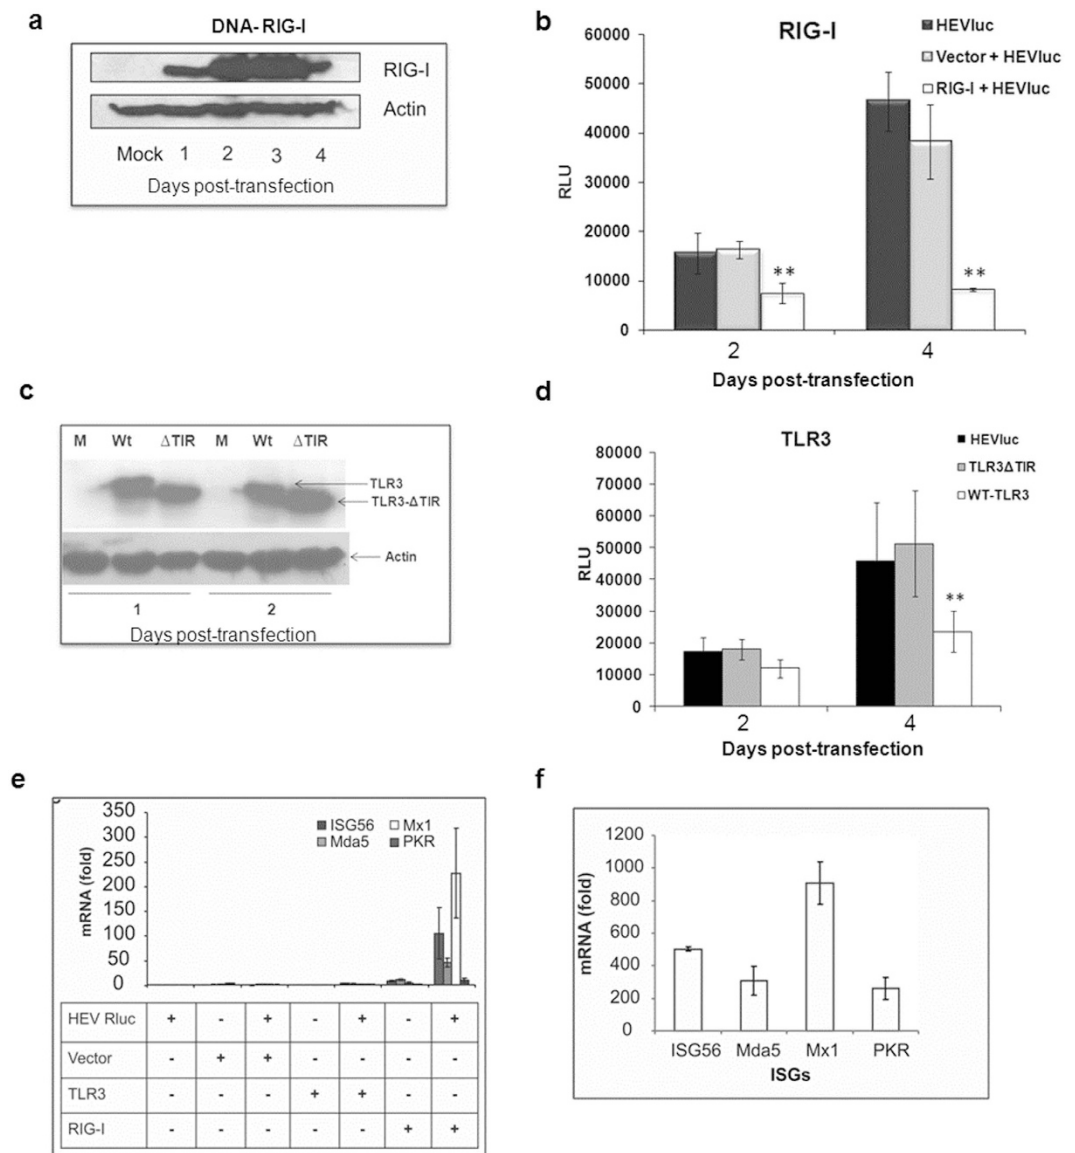 a
DNA-RIG-I
RIG-I
Actin
Mock 1 2 3 4
Days post-transfection
b
RIG-I
HEVluc
Vector + HEVluc
RIG-I + HEVluc
60000
50000
40000
30000
20000
10000
0
RLU
**
**
2 4
Days post-transfection
c
M Wt ΔTIR M Wt ΔTIR
TLR3
TLR3-ΔTIR
Actin
1 2
Days post-transfection
d
TLR3
HEVluc
TLR3ΔTIR
WT-TLR3
80000
70000
60000
50000
40000
30000
20000
10000
0
RLU
**
2 4
Days post-transfection
e
350
300
250
200
150
100
50
0
mRNA (fold)
ISG56 Mx1
Mda5 PKR
HEV Rluc + - + - + - +
Vector - + + - - - -
TLR3 - - - + + - -
RIG-I - - - - - + +
f
1200
1000
800
600
400
200
0
mRNA (fold)
ISG56 Mda5 Mx1 PKR
ISGs